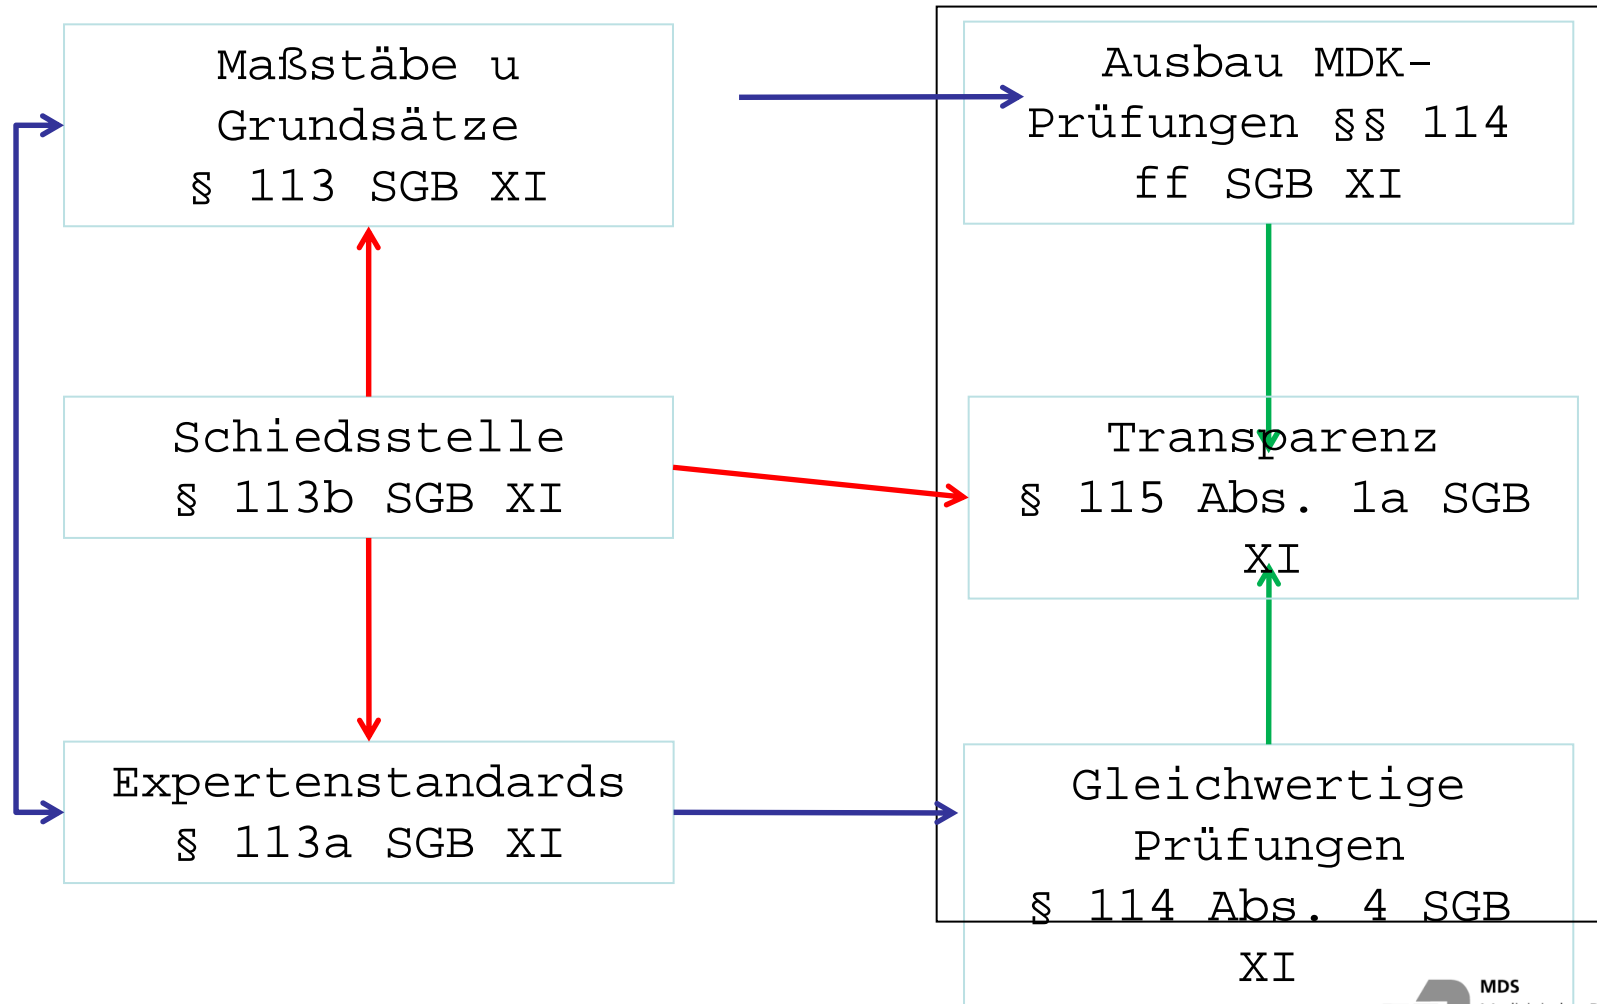 Maßstäbe u
Grundsätze
§ 113 SGB XI
Ausbau MDK-
Prüfungen §§ 114
ff SGB XI
Schiedsstelle
§ 113b SGB XI
Transparenz
§ 115 Abs. 1a SGB
XI
Expertenstandards
§ 113a SGB XI
Gleichwertige
Prüfungen
§ 114 Abs. 4 SGB
XI
MDS